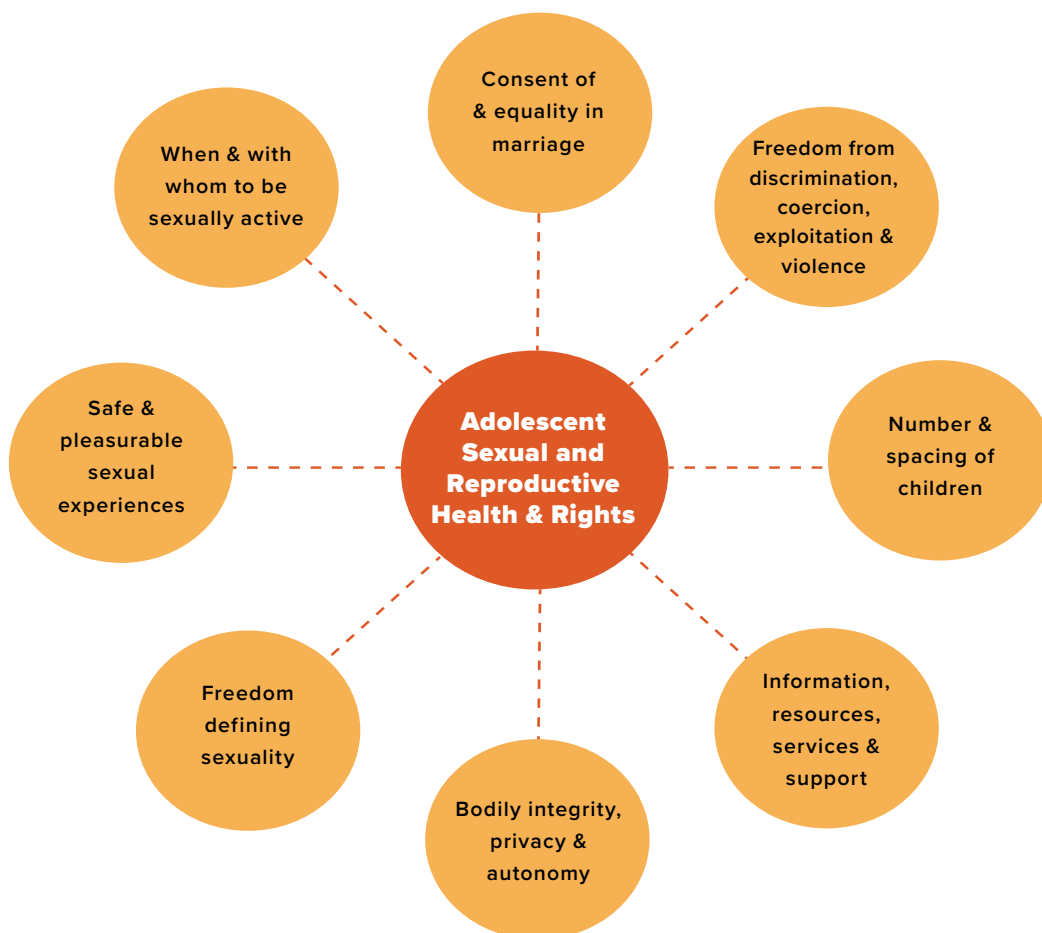 Consent of
& equality in
marriage
When & with
whom to be
sexually active
Freedom from
discrimination,
coercion,
exploitation &
violence
Safe &
pleasurable
sexual
experiences
Adolescent
Sexual and
Reproductive
Health & Rights
Number &
spacing of
children
Freedom
defining
sexuality
Information,
resources,
services &
support
Bodily integrity,
privacy &
autonomy